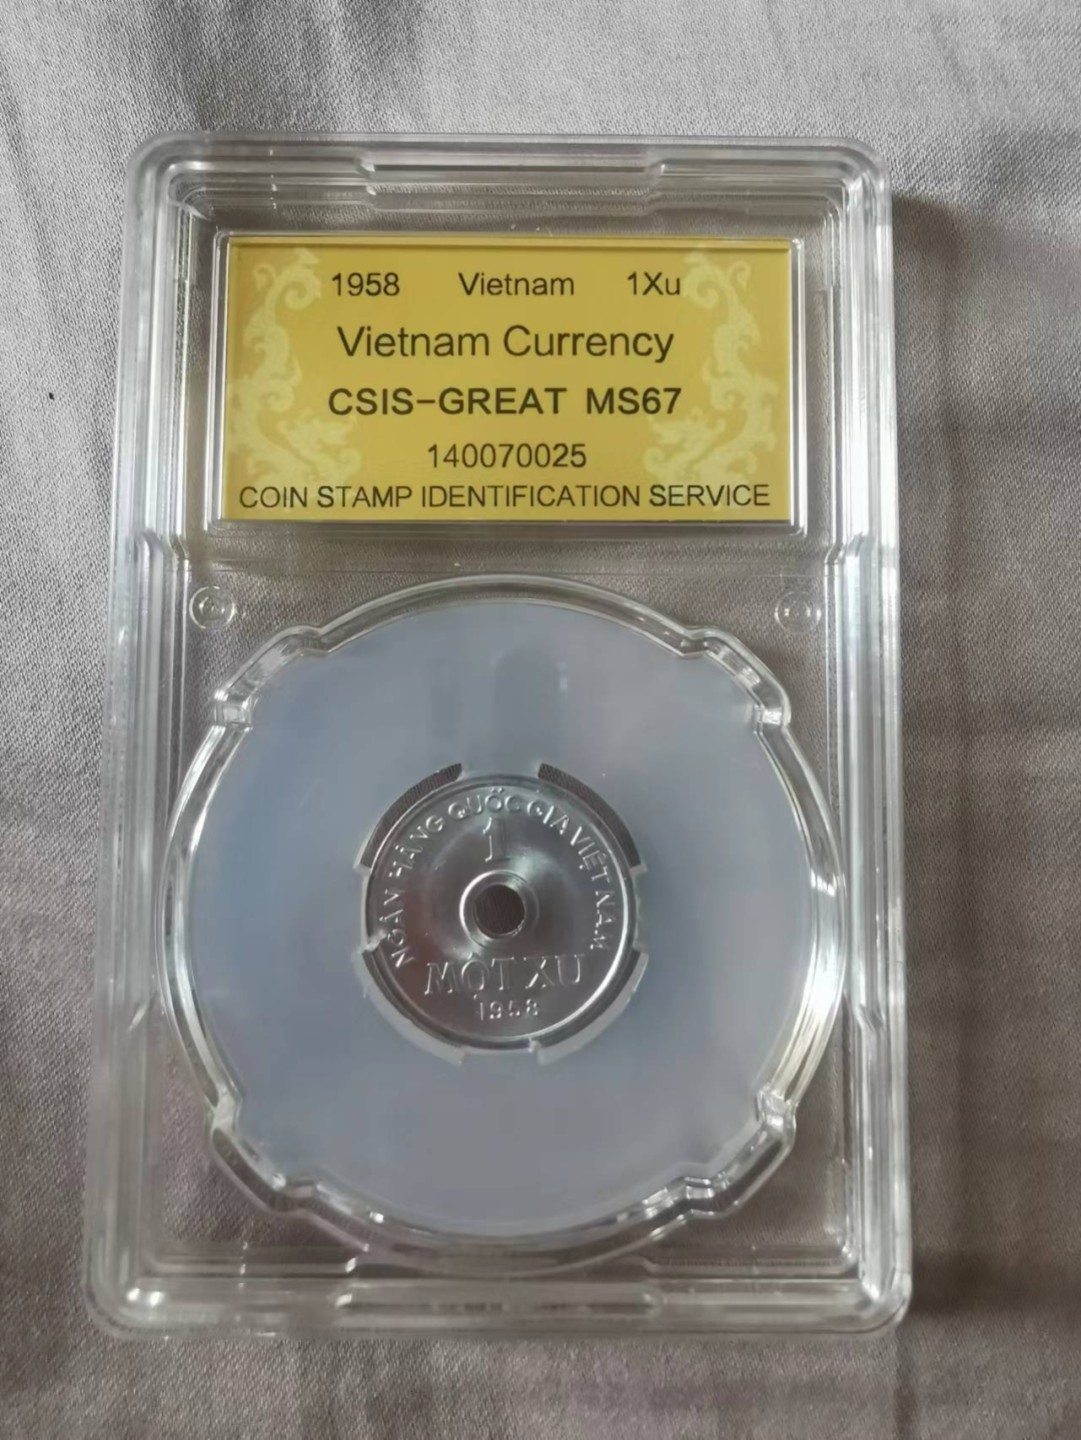 1958 Vietnam 1Xu
Vietnam Currency
CSIS-GREAT MS67
140070025
COIN STAMP IDENTIFICATION SERVICE
NGÂN HÀNG QUỐC GIA VIỆT NAM
1
MỘT XU
1958